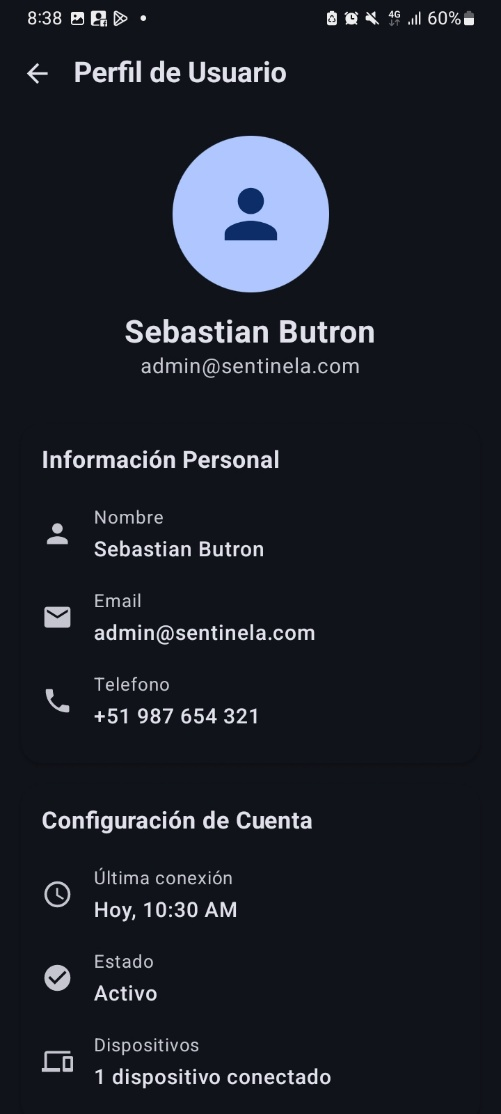 8:38
4G
60%
Perfil de Usuario
Sebastian Butron
admin@sentinela.com
Información Personal
Nombre
Sebastian Butron
Email
admin@sentinela.com
Telefono
+51 987 654 321
Configuración de Cuenta
Última conexión
Hoy, 10:30 AM
Estado
Activo
Dispositivos
1 dispositivo conectado